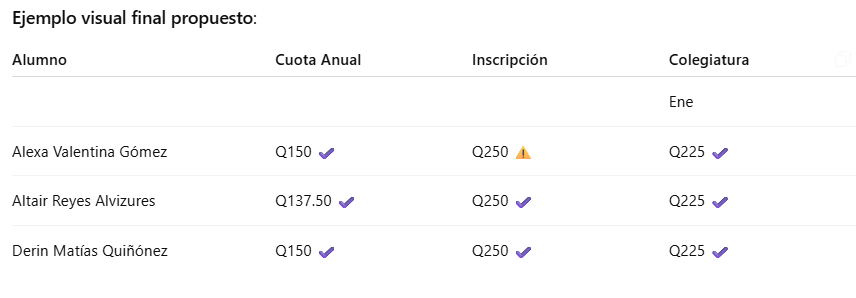 Ejemplo visual final propuesto:
Alumno Cuota Anual Inscripción Colegiatura
Ene
Alexa Valentina Gómez Q150 ✔ Q250 ⚠ Q225 ✔
Altair Reyes Alvizures Q137.50 ✔ Q250 ✔ Q225 ✔
Derin Matías Quiñónez Q150 ✔ Q250 ✔ Q225 ✔